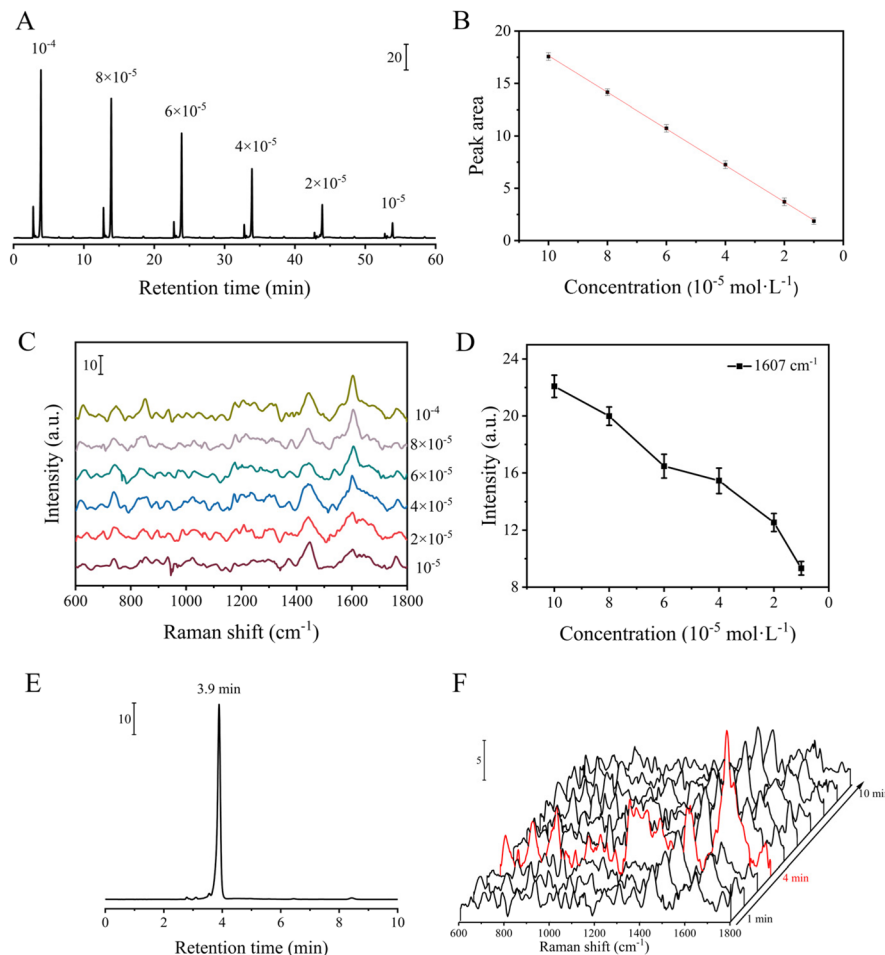 A
10⁻⁴
8×10⁻⁵
6×10⁻⁵
4×10⁻⁵
2×10⁻⁵
10⁻⁵
20
0 10 20 30 40 50 60
Retention time (min)
B
20
15
10
5
0
10 8 6 4 2 0
Peak area
Concentration (10⁻⁵ mol·L⁻¹)
C
10
10⁻⁴
8×10⁻⁵
6×10⁻⁵
4×10⁻⁵
2×10⁻⁵
10⁻⁵
Intensity (a.u.)
600 800 1000 1200 1400 1600 1800
Raman shift (cm⁻¹)
D
1607 cm⁻¹
24
20
16
12
8
Intensity (a.u.)
10 8 6 4 2 0
Concentration (10⁻⁵ mol·L⁻¹)
E
3.9 min
10
0 2 4 6 8 10
Retention time (min)
F
5
10 min
4 min
1 min
600 800 1000 1200 1400 1600 1800
Raman shift (cm⁻¹)